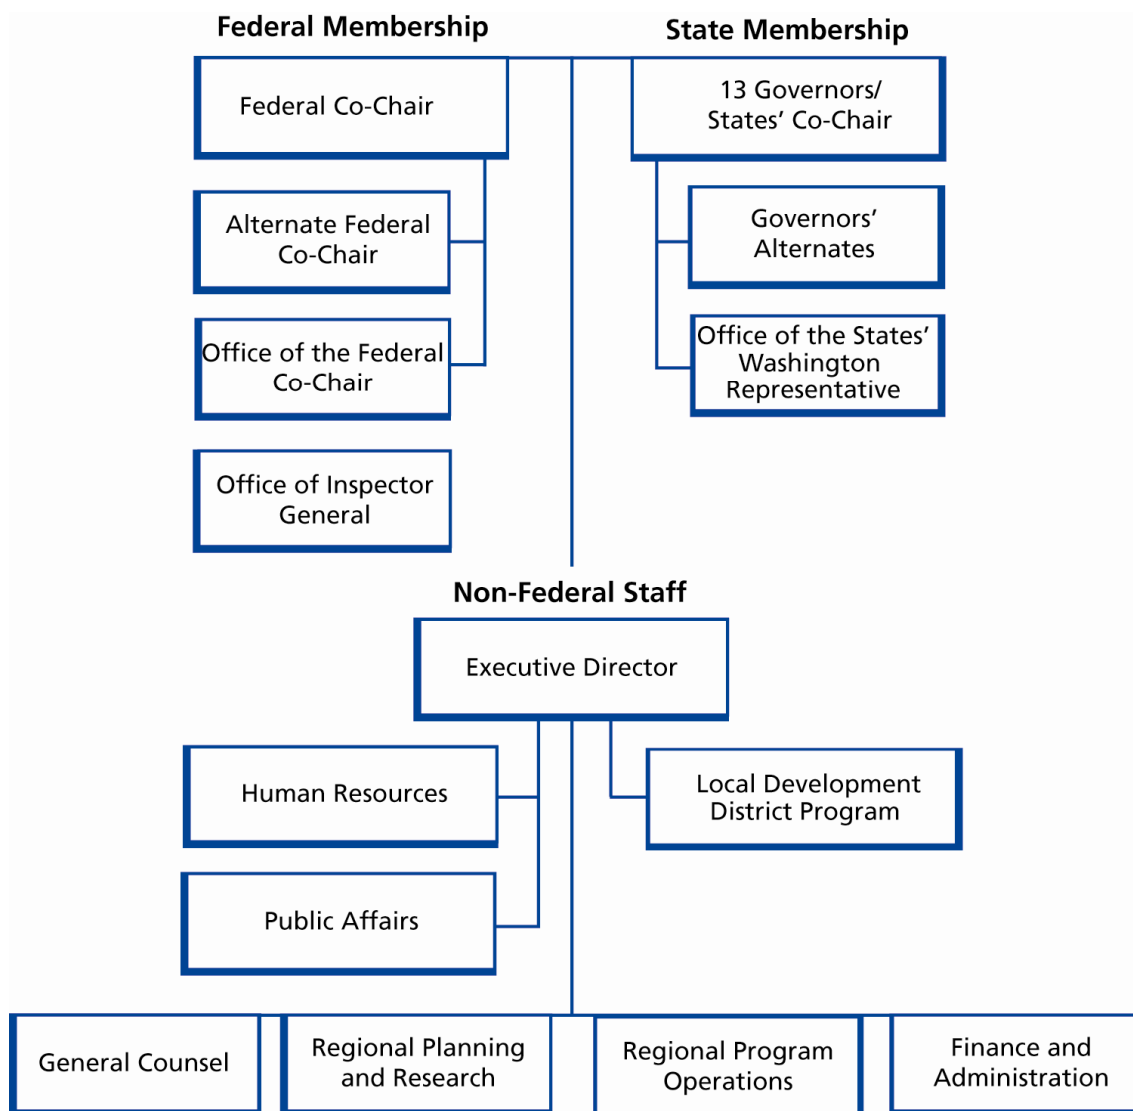 Federal Membership
State Membership
Federal Co-Chair
13 Governors/
States’ Co-Chair
Alternate Federal
Co-Chair
Governors’
Alternates
Office of the Federal
Co-Chair
Office of the States’
Washington
Representative
Office of Inspector
General
Non-Federal Staff
Executive Director
Human Resources
Local Development
District Program
Public Affairs
General Counsel
Regional Planning
and Research
Regional Program
Operations
Finance and
Administration